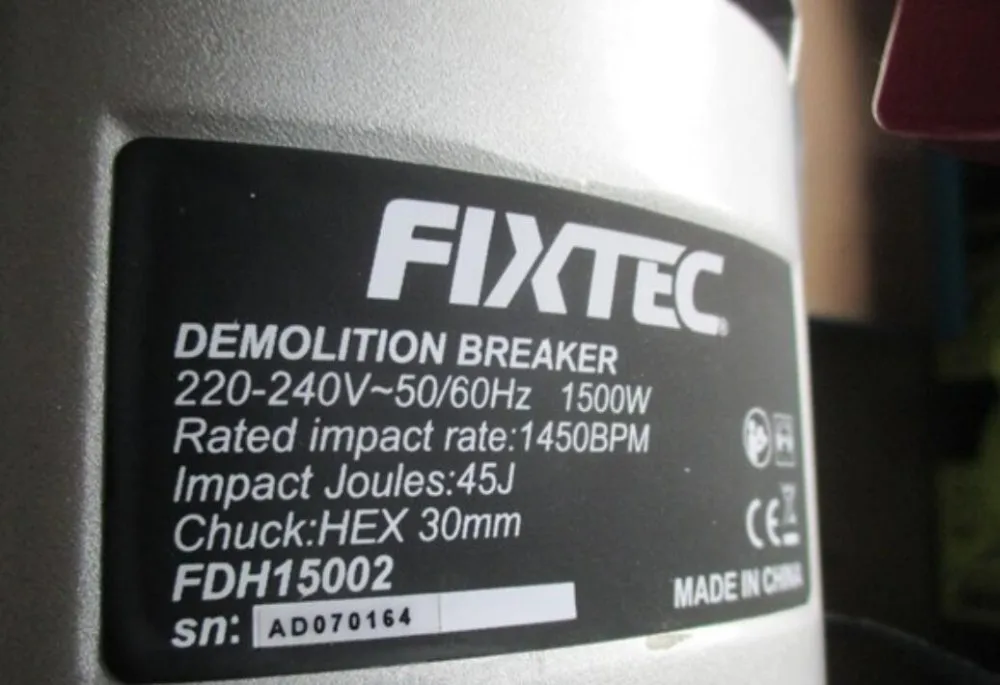 FIXTEC®
DEMOLITION BREAKER
220-240V~50/60Hz 1500W
Rated impact rate:1450BPM
Impact Joules:45J
Chuck:HEX 30mm
FDH15002
sn: AD070164
CE
MADE IN CHINA